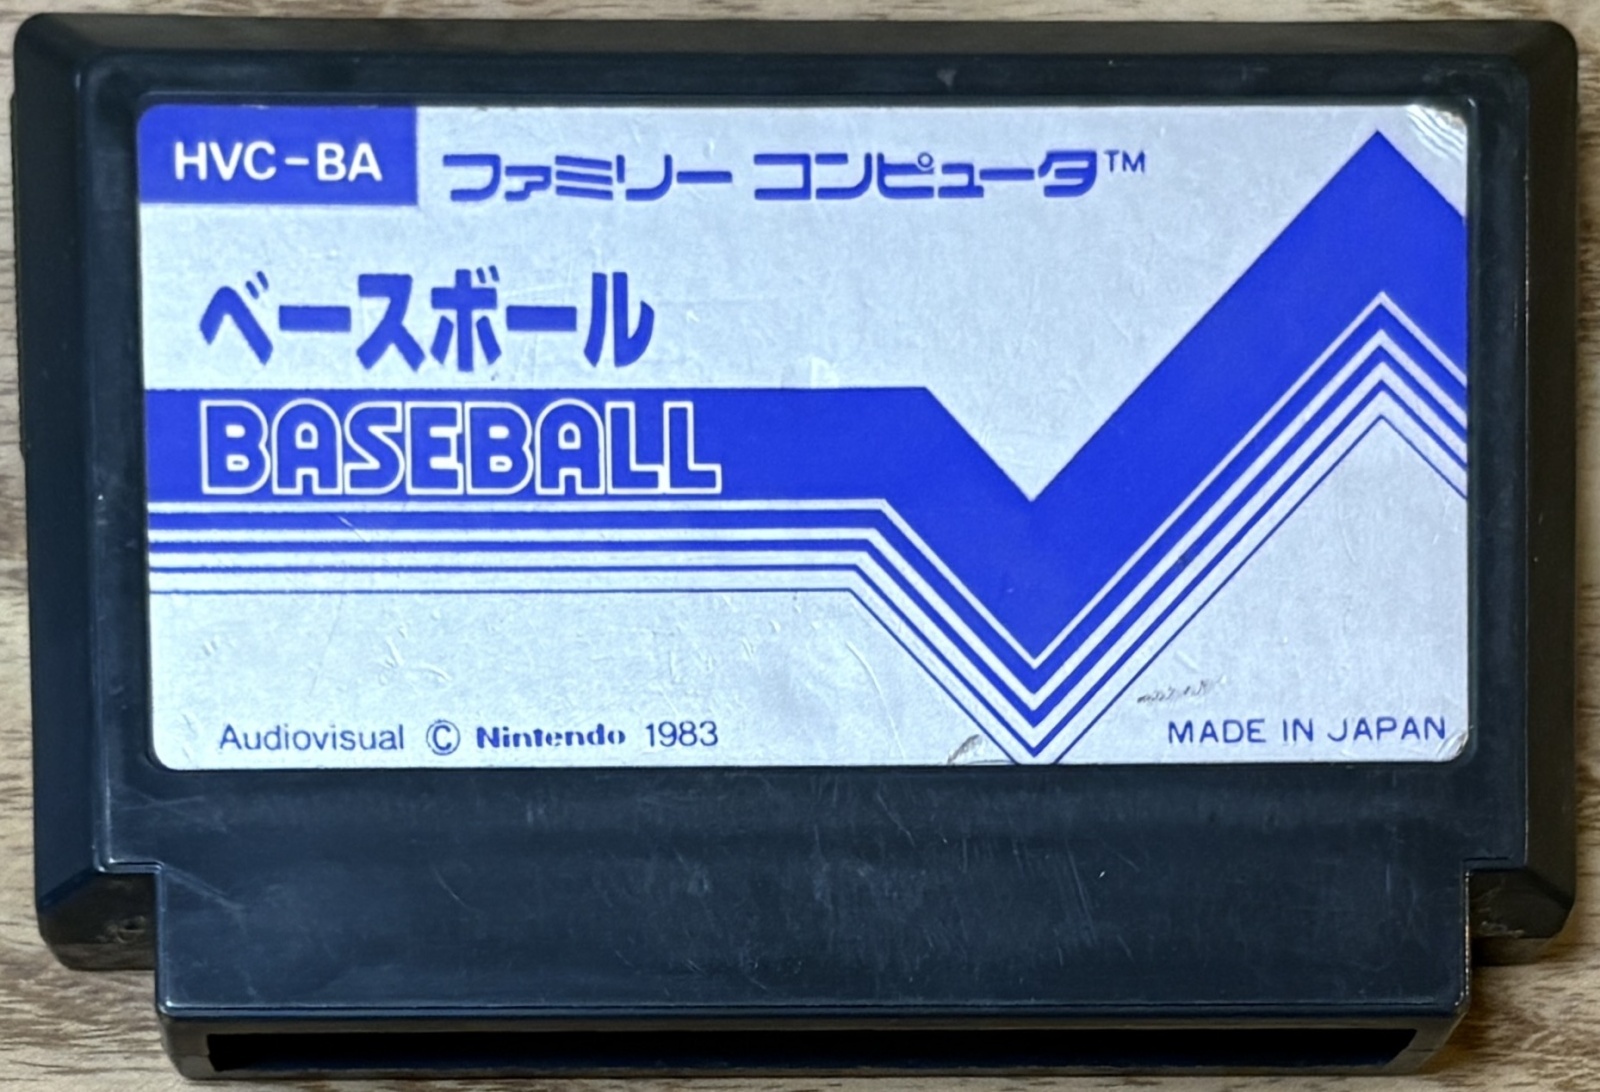 HVC-BA
ファミリー コンピュータ™
ベースボール
BASEBALL
Audiovisual © Nintendo 1983
MADE IN JAPAN